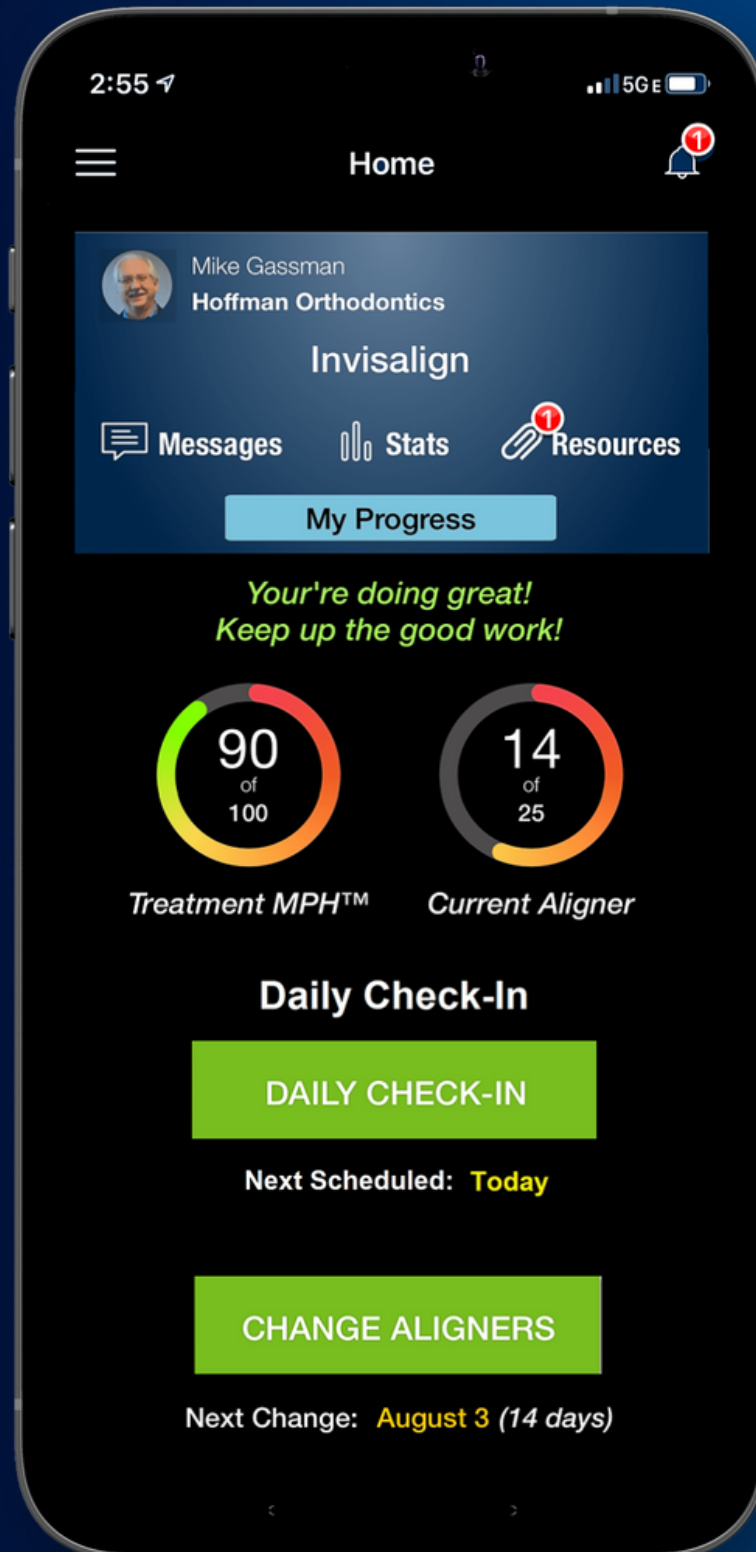 2:55 5GE
Home
1
Mike Gassman
Hoffman Orthodontics
Invisalign
1
Messages Stats Resources
My Progress
Your're doing great!
Keep up the good work!
90 14
of of
100 25
Treatment MPH™ Current Aligner
Daily Check-In
DAILY CHECK-IN
Next Scheduled: Today
CHANGE ALIGNERS
Next Change: August 3 (14 days)